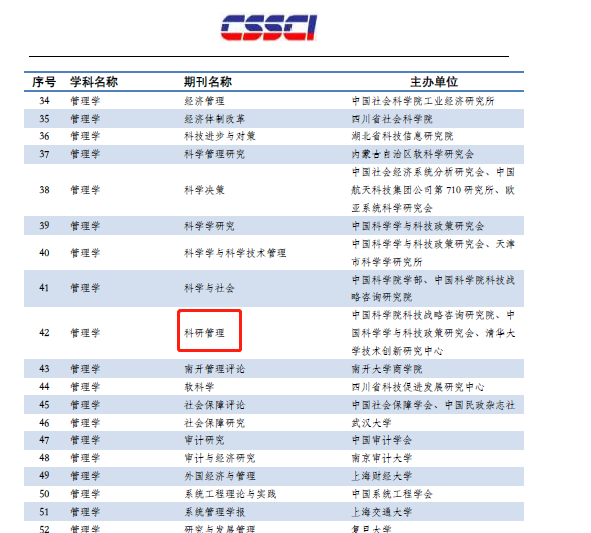 CSSCI
序号 学科名称 期刊名称 主办单位
34 管理学 经济管理 中国社会科学院工业经济研究所
35 管理学 经济体制改革 四川省社会科学院
36 管理学 科技进步与对策 湖北省科技信息研究院
37 管理学 科学管理研究 内蒙古自治区软科学研究会
38 管理学 科学决策 中国社会经济系统分析研究会、中国
航天科技集团公司第710研究所、欧
亚系统科学研究会
39 管理学 科学学研究 中国科学学与科技政策研究会
40 管理学 科学学与科学技术管理 中国科学学与科技政策研究会、天津
市科学学研究所
41 管理学 科学与社会 中国科学院学部、中国科学院科技战
略咨询研究院
42 管理学 科研管理 中国科学院科技战略咨询研究院、中
国科学学与科技政策研究会、清华大
学技术创新研究中心
43 管理学 南开管理评论 南开大学商学院
44 管理学 软科学 四川省科技促进发展研究中心
45 管理学 社会保障评论 中国社会保障学会、中国民政杂志社
46 管理学 社会保障研究 武汉大学
47 管理学 审计研究 中国审计学会
48 管理学 审计与经济研究 南京审计大学
49 管理学 外国经济与管理 上海财经大学
50 管理学 系统工程理论与实践 中国系统工程学会
51 管理学 系统管理学报 上海交通大学
52 管理学 研究与发展管理 复旦大学